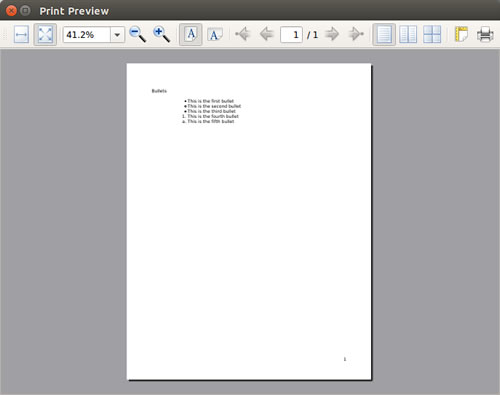 Print Preview
41.2% A A 1 / 1
Bullets
• This is the first bullet
• This is the second bullet
• This is the third bullet
1. This is the fourth bullet
a. This is the fifth bullet
1